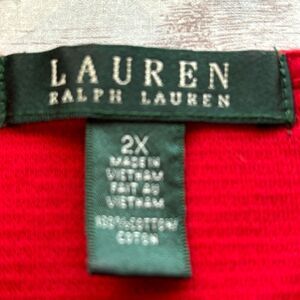 LAUREN
RALPH LAUREN
2X
MADE IN
VIETNAM
FAIT AU
VIETNAM
100% COTTON/
COTON